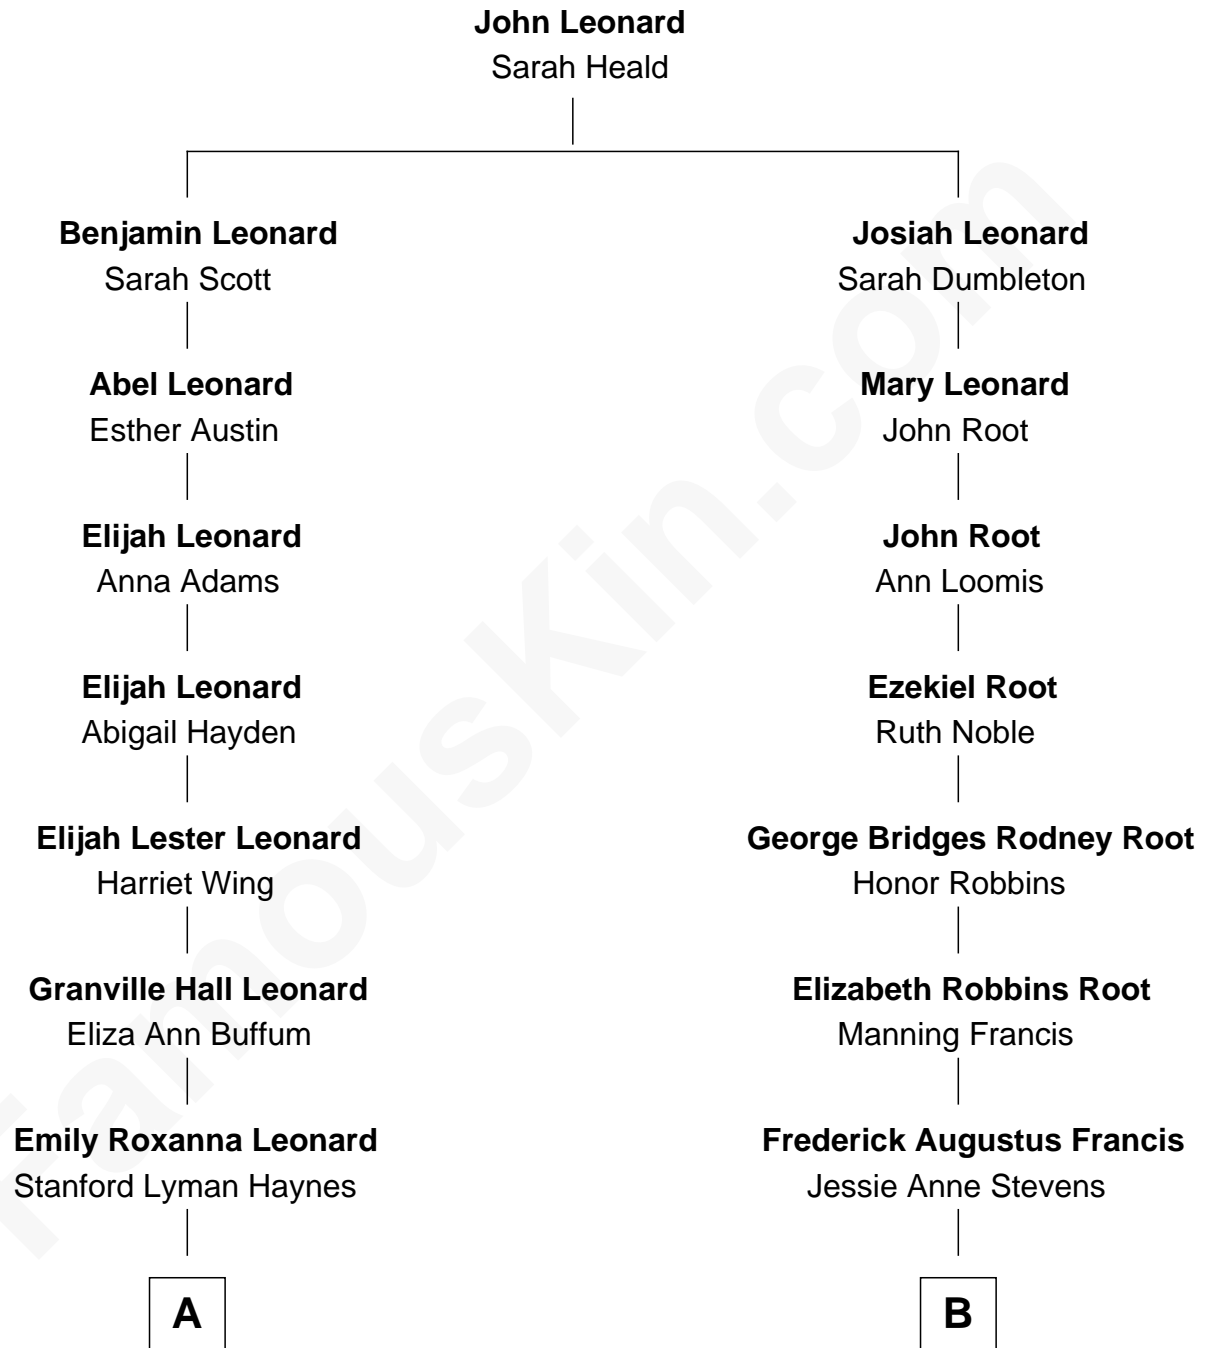 John Leonard
Sarah Heald
Benjamin Leonard
Sarah Scott
Josiah Leonard
Sarah Dumbleton
Abel Leonard
Esther Austin
Mary Leonard
John Root
Elijah Leonard
Anna Adams
John Root
Ann Loomis
Elijah Leonard
Abigail Hayden
Ezekiel Root
Ruth Noble
Elijah Lester Leonard
Harriet Wing
George Bridges Rodney Root
Honor Robbins
Granville Hall Leonard
Eliza Ann Buffum
Elizabeth Robbins Root
Manning Francis
Emily Roxanna Leonard
Stanford Lyman Haynes
Frederick Augustus Francis
Jessie Anne Stevens
A
B
FamousKin.com